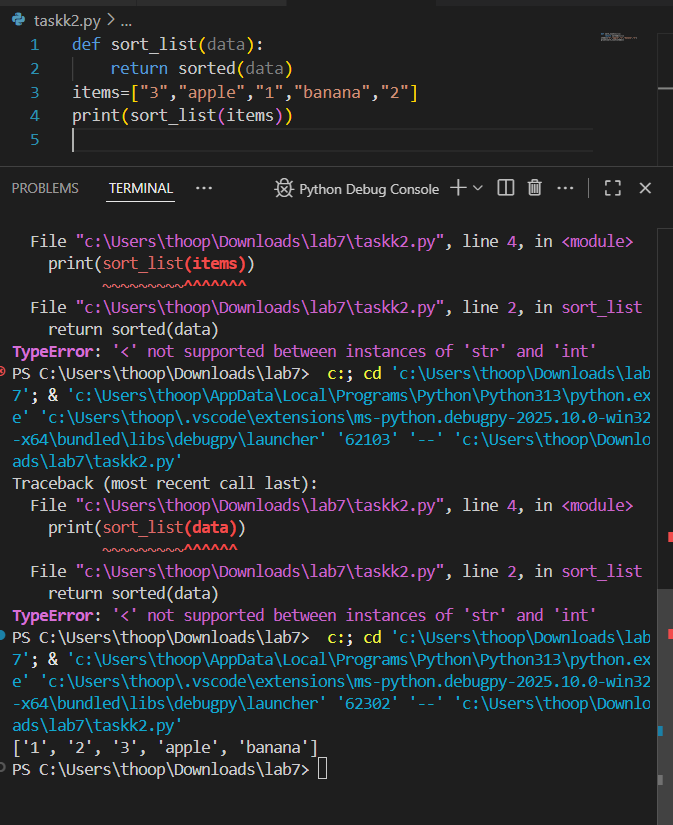 taskk2.py > ...
1 def sort_list(data):
2     return sorted(data)
3 items=["3","apple","1","banana","2"]
4 print(sort_list(items))
5
PROBLEMS TERMINAL ... Python Debug Console
  File "c:\Users\thoop\Downloads\lab7\taskk2.py", line 4, in <module>
    print(sort_list(items))
          ~~~~~~~~~^^^^^^^
  File "c:\Users\thoop\Downloads\lab7\taskk2.py", line 2, in sort_list
    return sorted(data)
TypeError: '<' not supported between instances of 'str' and 'int'
PS C:\Users\thoop\Downloads\lab7>  c:; cd 'c:\Users\thoop\Downloads\lab
7'; & 'c:\Users\thoop\AppData\Local\Programs\Python\Python313\python.ex
e' 'c:\Users\thoop\.vscode\extensions\ms-python.debugpy-2025.10.0-win32
-x64\bundled\libs\debugpy\launcher' '62103' '--' 'c:\Users\thoop\Downlo
ads\lab7\taskk2.py'
Traceback (most recent call last):
  File "c:\Users\thoop\Downloads\lab7\taskk2.py", line 4, in <module>
    print(sort_list(data))
          ~~~~~~~~~^^^^^^
  File "c:\Users\thoop\Downloads\lab7\taskk2.py", line 2, in sort_list
    return sorted(data)
TypeError: '<' not supported between instances of 'str' and 'int'
PS C:\Users\thoop\Downloads\lab7>  c:; cd 'c:\Users\thoop\Downloads\lab
7'; & 'c:\Users\thoop\AppData\Local\Programs\Python\Python313\python.ex
e' 'c:\Users\thoop\.vscode\extensions\ms-python.debugpy-2025.10.0-win32
-x64\bundled\libs\debugpy\launcher' '62302' '--' 'c:\Users\thoop\Downlo
ads\lab7\taskk2.py'
['1', '2', '3', 'apple', 'banana']
PS C:\Users\thoop\Downloads\lab7>